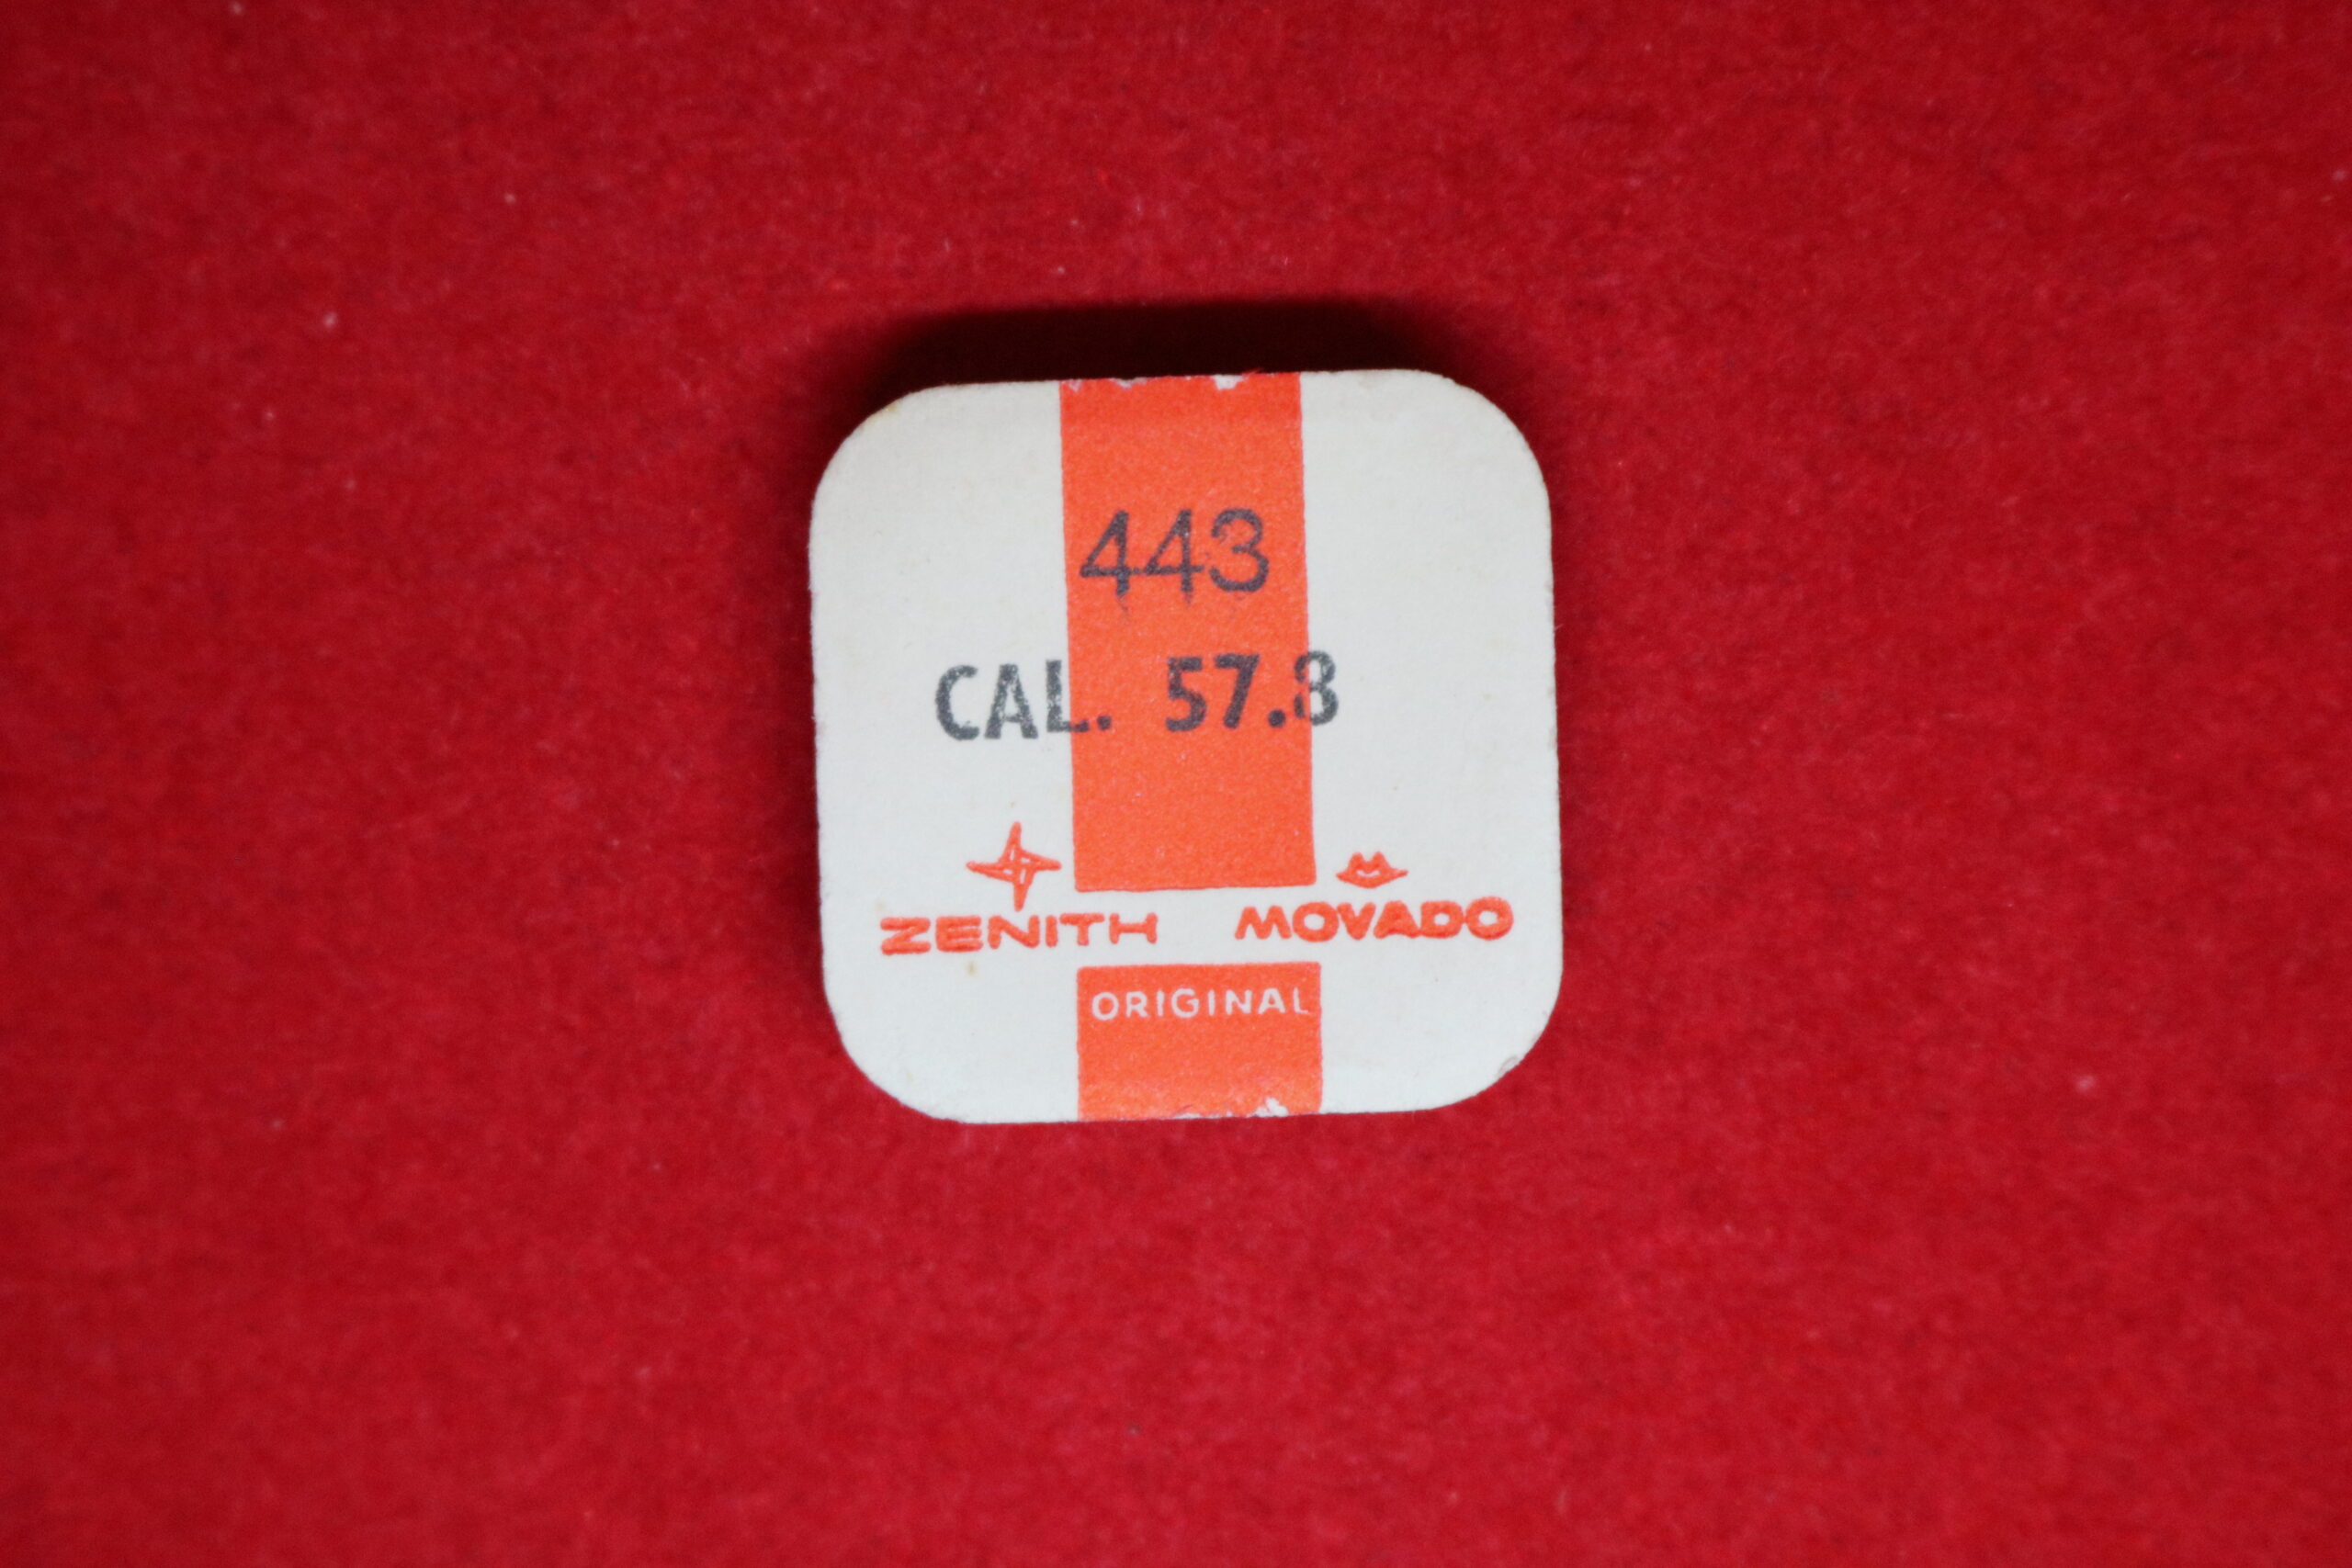 443
CAL. 57.8
ZENITH MOVADO
ORIGINAL